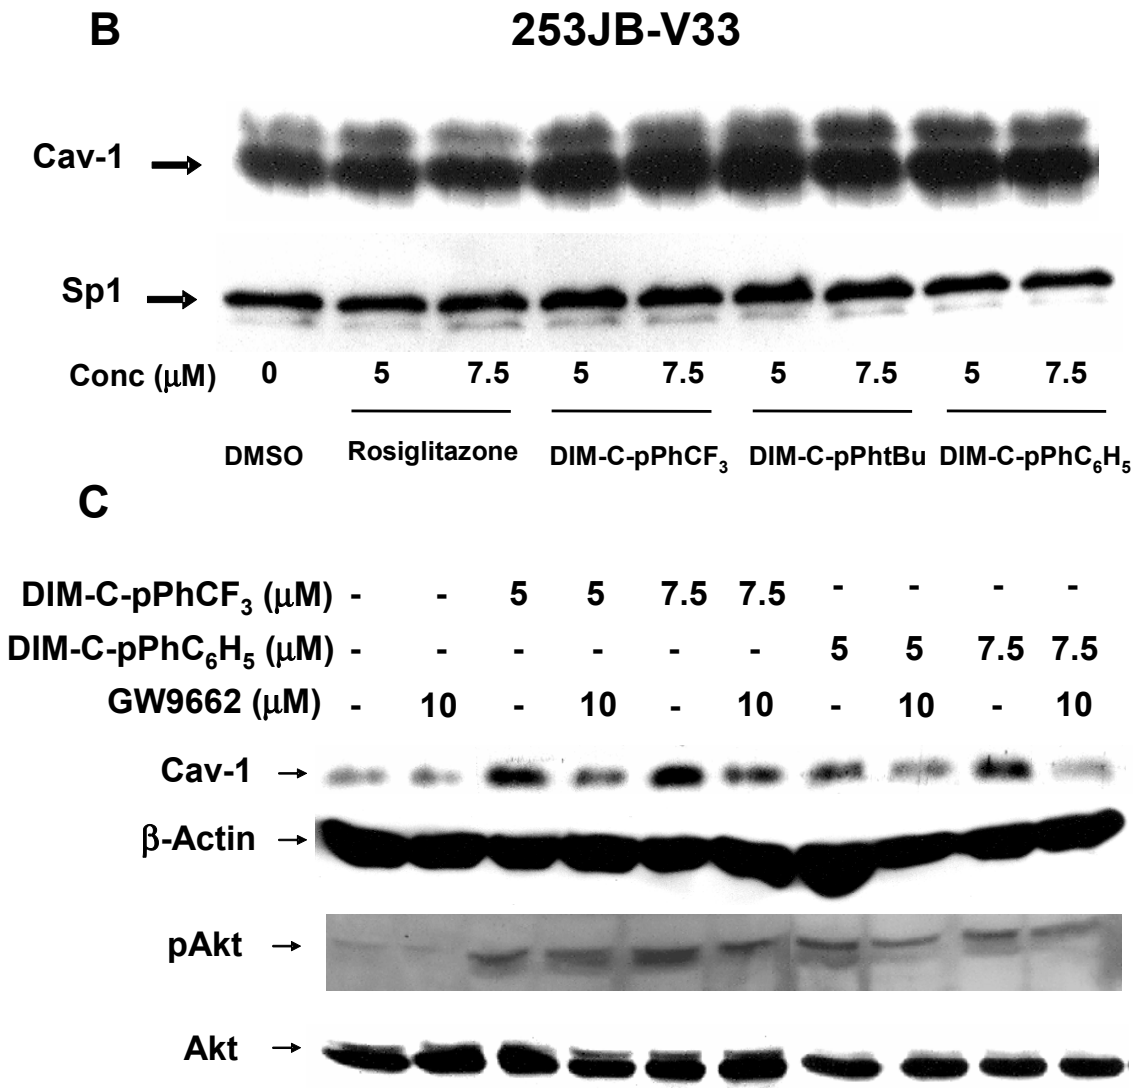 B 253JB-V33
Cav-1
Sp1
Conc (μM) 0 5 7.5 5 7.5 5 7.5 5 7.5
DMSO Rosiglitazone DIM-C-pPhCF₃ DIM-C-pPhtBu DIM-C-pPhC₆H₅
C
DIM-C-pPhCF₃ (μM) - - 5 5 7.5 7.5 - - - -
DIM-C-pPhC₆H₅ (μM) - - - - - - 5 5 7.5 7.5
GW9662 (μM) - 10 - 10 - 10 - 10 - 10
Cav-1
β-Actin
pAkt
Akt